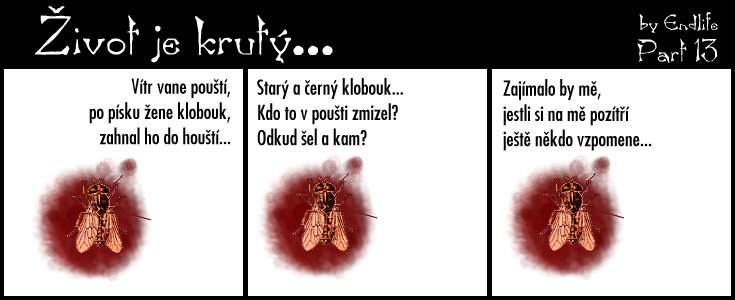 Život je krutý...
by Endlife
Part 13
Vítr vane pouští,
po písku žene klobouk,
zahnal ho do houští...
Starý a černý klobouk...
Kdo to v poušti zmizel?
Odkud šel a kam?
Zajímalo by mě,
jestli si na mě pozítří
ještě někdo vzpomene...